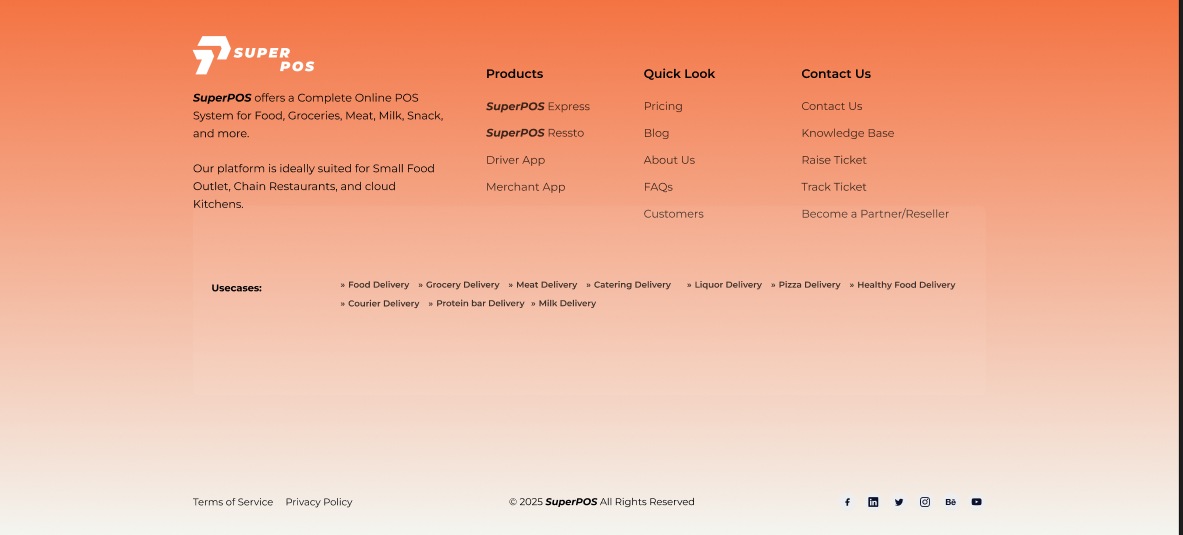 SUPER
POS
SuperPOS offers a Complete Online POS
System for Food, Groceries, Meat, Milk, Snack,
and more.
Our platform is ideally suited for Small Food
Outlet, Chain Restaurants, and cloud
Kitchens.
Products
SuperPOS Express
SuperPOS Ressto
Driver App
Merchant App
Quick Look
Pricing
Blog
About Us
FAQs
Customers
Contact Us
Contact Us
Knowledge Base
Raise Ticket
Track Ticket
Become a Partner/Reseller
Usecases:
» Food Delivery » Grocery Delivery » Meat Delivery » Catering Delivery » Liquor Delivery » Pizza Delivery » Healthy Food Delivery
» Courier Delivery » Protein bar Delivery » Milk Delivery
Terms of Service Privacy Policy
© 2025 SuperPOS All Rights Reserved
Bē